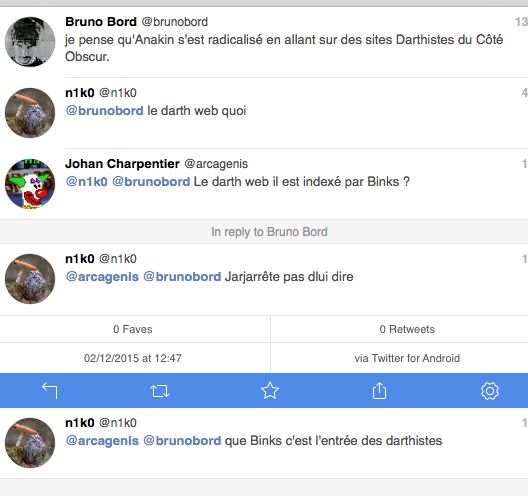 Bruno Bord @brunobord 13
je pense qu'Anakin s'est radicalisé en allant sur des sites Darthistes du Côté
Obscur.
n1k0 @n1k0 4
@brunobord le darth web quoi
Johan Charpentier @arcagenis 1
@n1k0 @brunobord Le darth web il est indexé par Binks ?
In reply to Bruno Bord
n1k0 @n1k0 1
@arcagenis @brunobord Jarjarrête pas dlui dire
0 Faves 0 Retweets
02/12/2015 at 12:47 via Twitter for Android
n1k0 @n1k0 1
@arcagenis @brunobord que Binks c'est l'entrée des darthistes